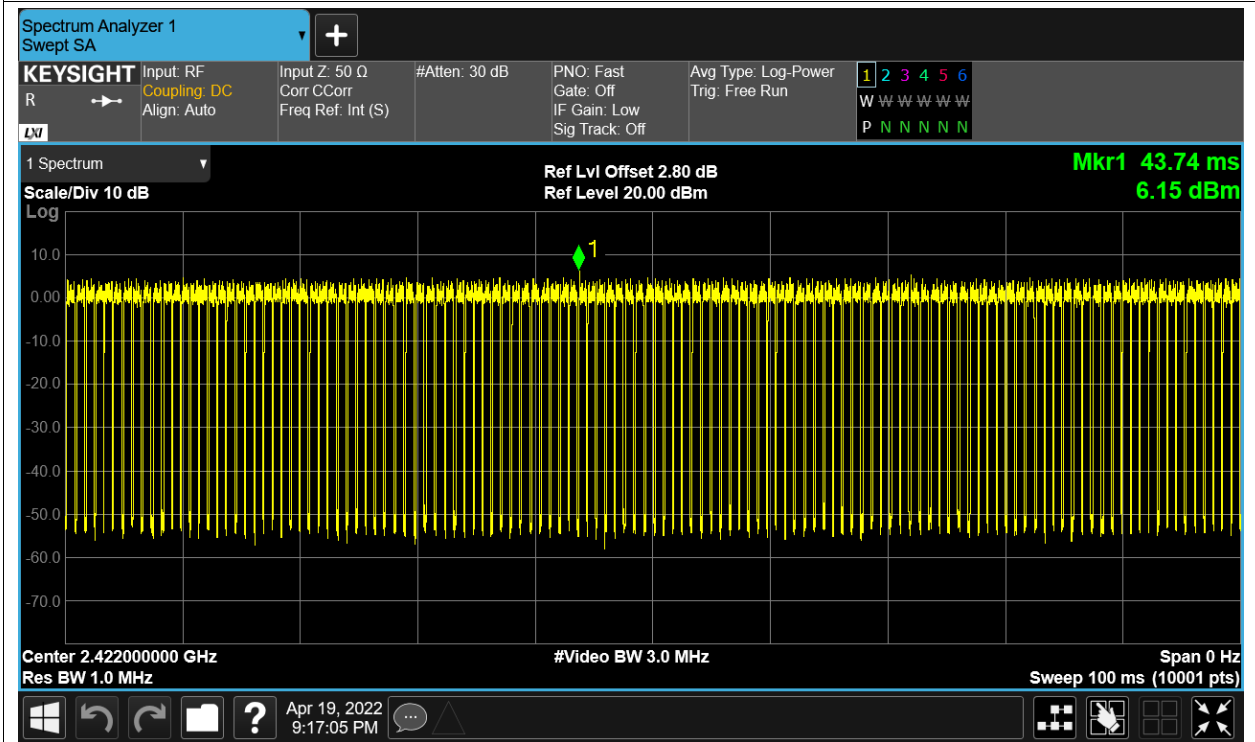 Spectrum Analyzer 1
Swept SA
KEYSIGHT
R
LXI
Input: RF
Coupling: DC
Align: Auto
Input Z: 50 Ω
Corr CCorr
Freq Ref: Int (S)
#Atten: 30 dB
PNO: Fast
Gate: Off
IF Gain: Low
Sig Track: Off
Avg Type: Log-Power
Trig: Free Run
1 2 3 4 5 6
W W W W W W
P N N N N N
1 Spectrum
Scale/Div 10 dB
Log
Ref Lvl Offset 2.80 dB
Ref Level 20.00 dBm
Mkr1 43.74 ms
6.15 dBm
1
10.0
0.00
-10.0
-20.0
-30.0
-40.0
-50.0
-60.0
-70.0
Center 2.422000000 GHz
Res BW 1.0 MHz
#Video BW 3.0 MHz
Span 0 Hz
Sweep 100 ms (10001 pts)
?
Apr 19, 2022
9:17:05 PM